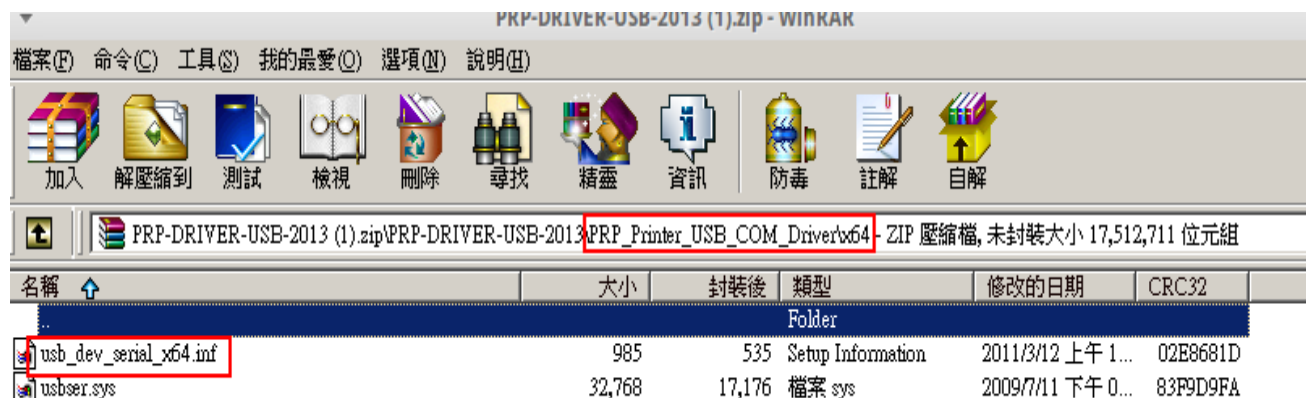 PRP-DRIVER-USB-2013 (1).zip - WinRAR
檔案(F) 命令(C) 工具(S) 我的最愛(O) 選項(N) 說明(H)
加入 解壓縮到 測試 檢視 刪除 尋找 精靈 資訊 防毒 註解 自解
PRP-DRIVER-USB-2013 (1).zip\PRP-DRIVER-USB-2013\PRP_Printer_USB_COM_Driver\x64 - ZIP 壓縮檔, 未封裝大小 17,512,711 位元組
名稱 大小 封裝後 類型 修改的日期 CRC32
.. Folder
usb_dev_serial_x64.inf 985 535 Setup Information 2011/3/12 上午 1... 02E8681D
usbser.sys 32,768 17,176 檔案 sys 2009/7/11 下午 0... 83F9D9FA